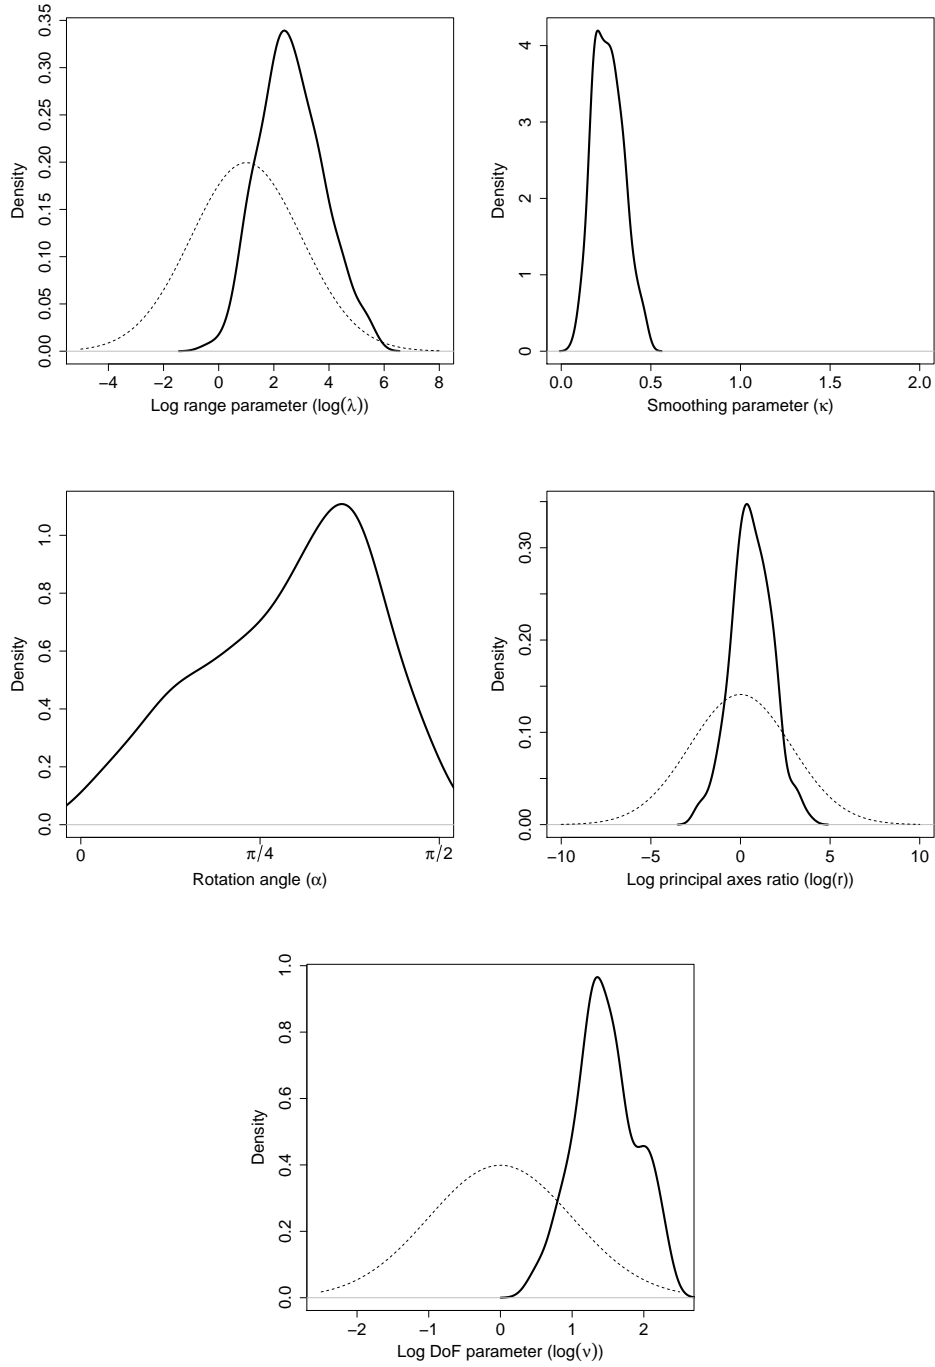 0.00 0.05 0.10 0.15 0.20 0.25 0.30 0.35
Density
−4 −2 0 2 4 6 8
Log range parameter (log(λ))
0 1 2 3 4
Density
0.0 0.5 1.0 1.5 2.0
Smoothing parameter (κ)
0.0 0.2 0.4 0.6 0.8 1.0
Density
0 π/4 π/2
Rotation angle (α)
0.00 0.10 0.20 0.30
Density
−10 −5 0 5 10
Log principal axes ratio (log(r))
0.0 0.2 0.4 0.6 0.8 1.0
Density
−2 −1 0 1 2
Log DoF parameter (log(ν))